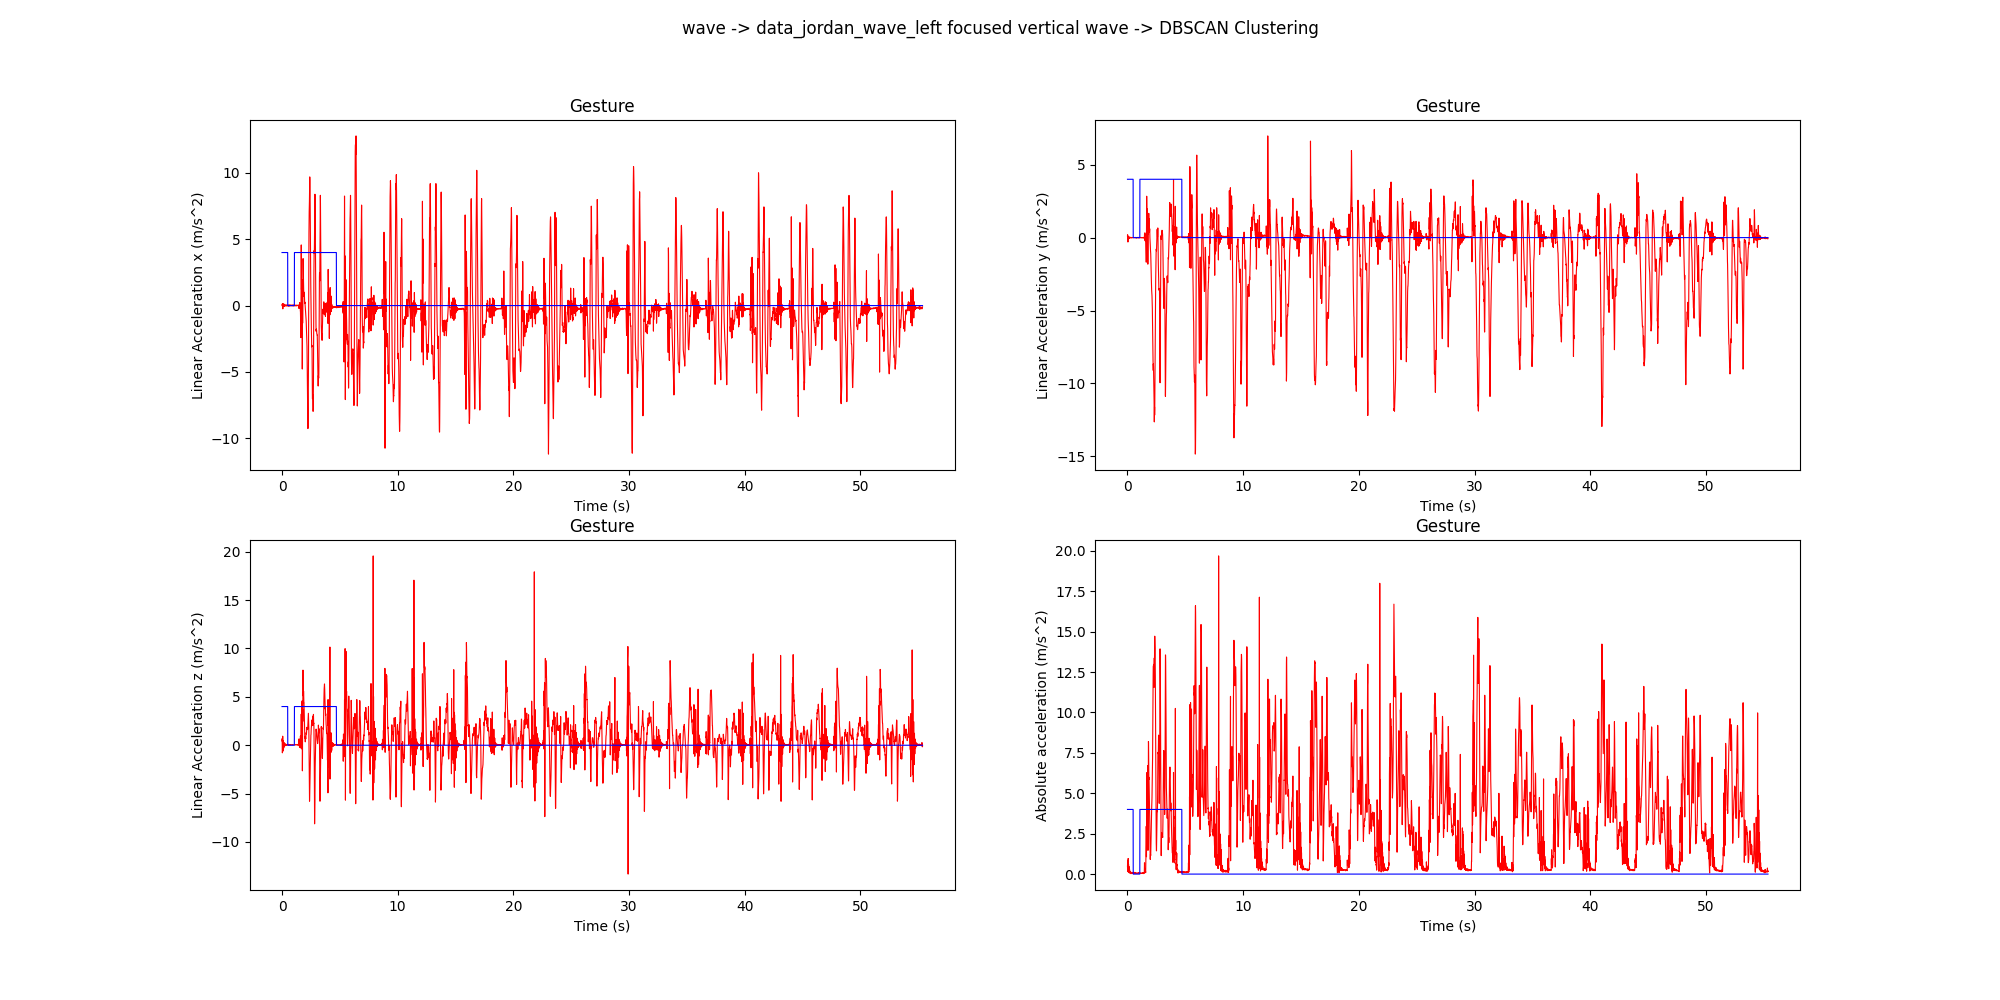 wave -> data_jordan_wave_left focused vertical wave -> DBSCAN Clustering
Gesture
Linear Acceleration x (m/s^2)
10
5
0
−5
−10
0 10 20 30 40 50
Time (s)
Gesture
Linear Acceleration y (m/s^2)
5
0
−5
−10
−15
0 10 20 30 40 50
Time (s)
Gesture
Linear Acceleration z (m/s^2)
20
15
10
5
0
−5
−10
0 10 20 30 40 50
Time (s)
Gesture
Absolute acceleration (m/s^2)
20.0
17.5
15.0
12.5
10.0
7.5
5.0
2.5
0.0
0 10 20 30 40 50
Time (s)